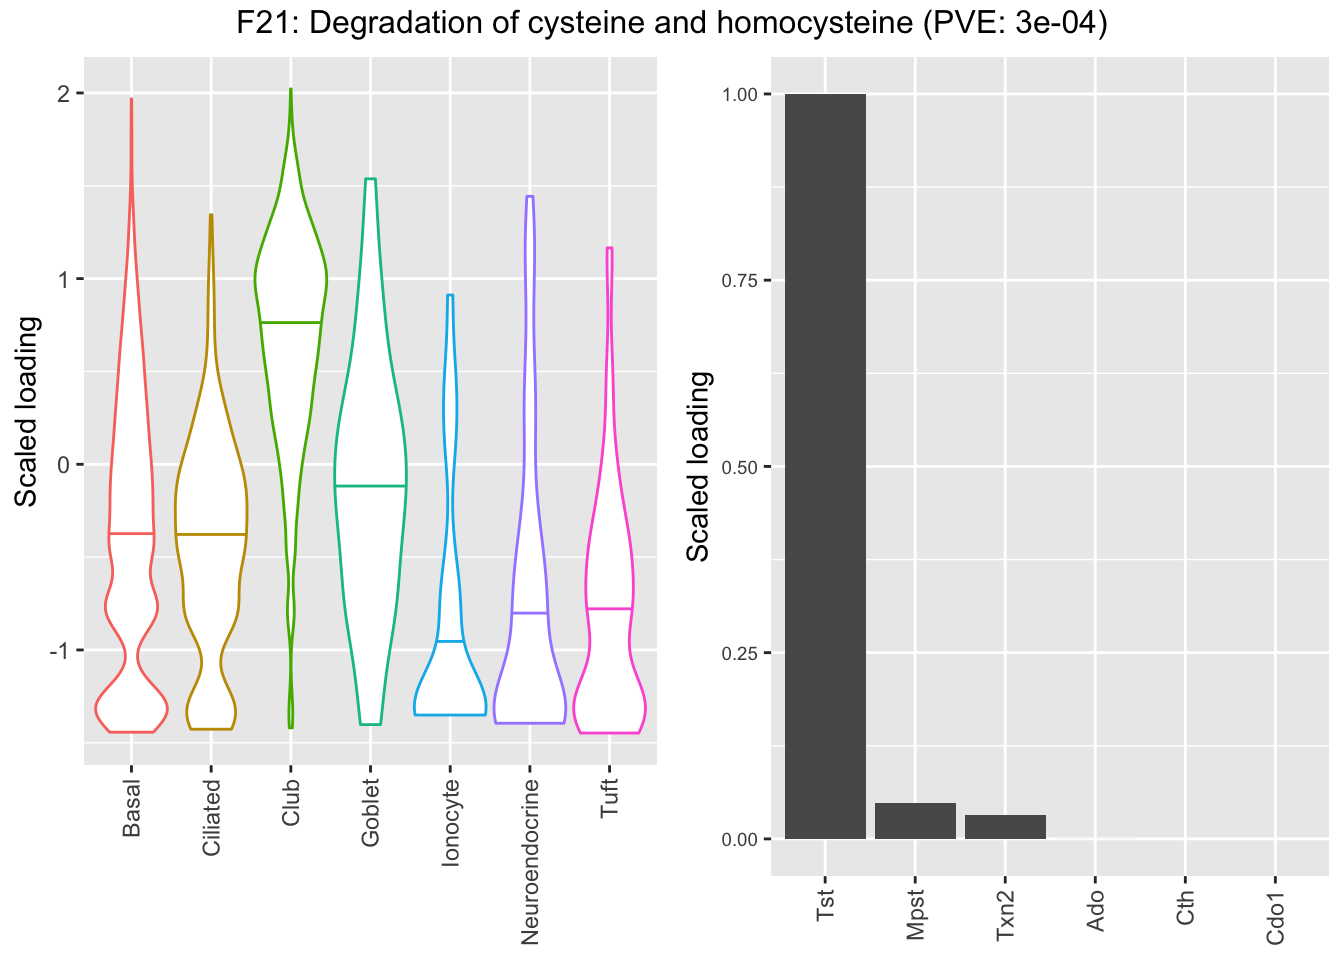 F21: Degradation of cysteine and homocysteine (PVE: 3e-04)
Scaled loading
2
1
0
-1
Basal
Ciliated
Club
Goblet
Ionocyte
Neuroendocrine
Tuft
Scaled loading
1.00
0.75
0.50
0.25
0.00
Tst
Mpst
Txn2
Ado
Cth
Cdo1